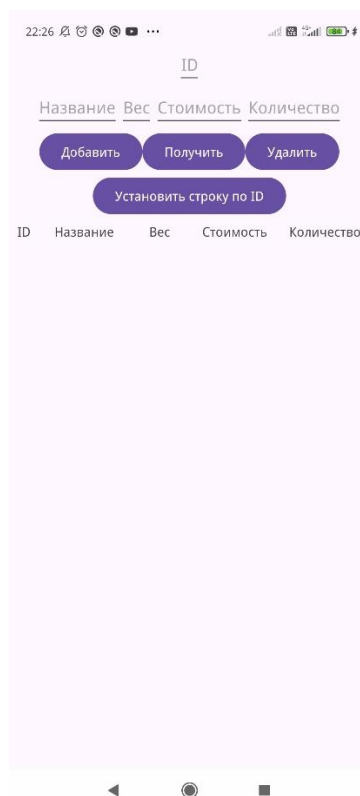 22:26
ID
Название Вес Стоимость Количество
Добавить Получить Удалить
Установить строку по ID
ID Название Вес Стоимость Количество